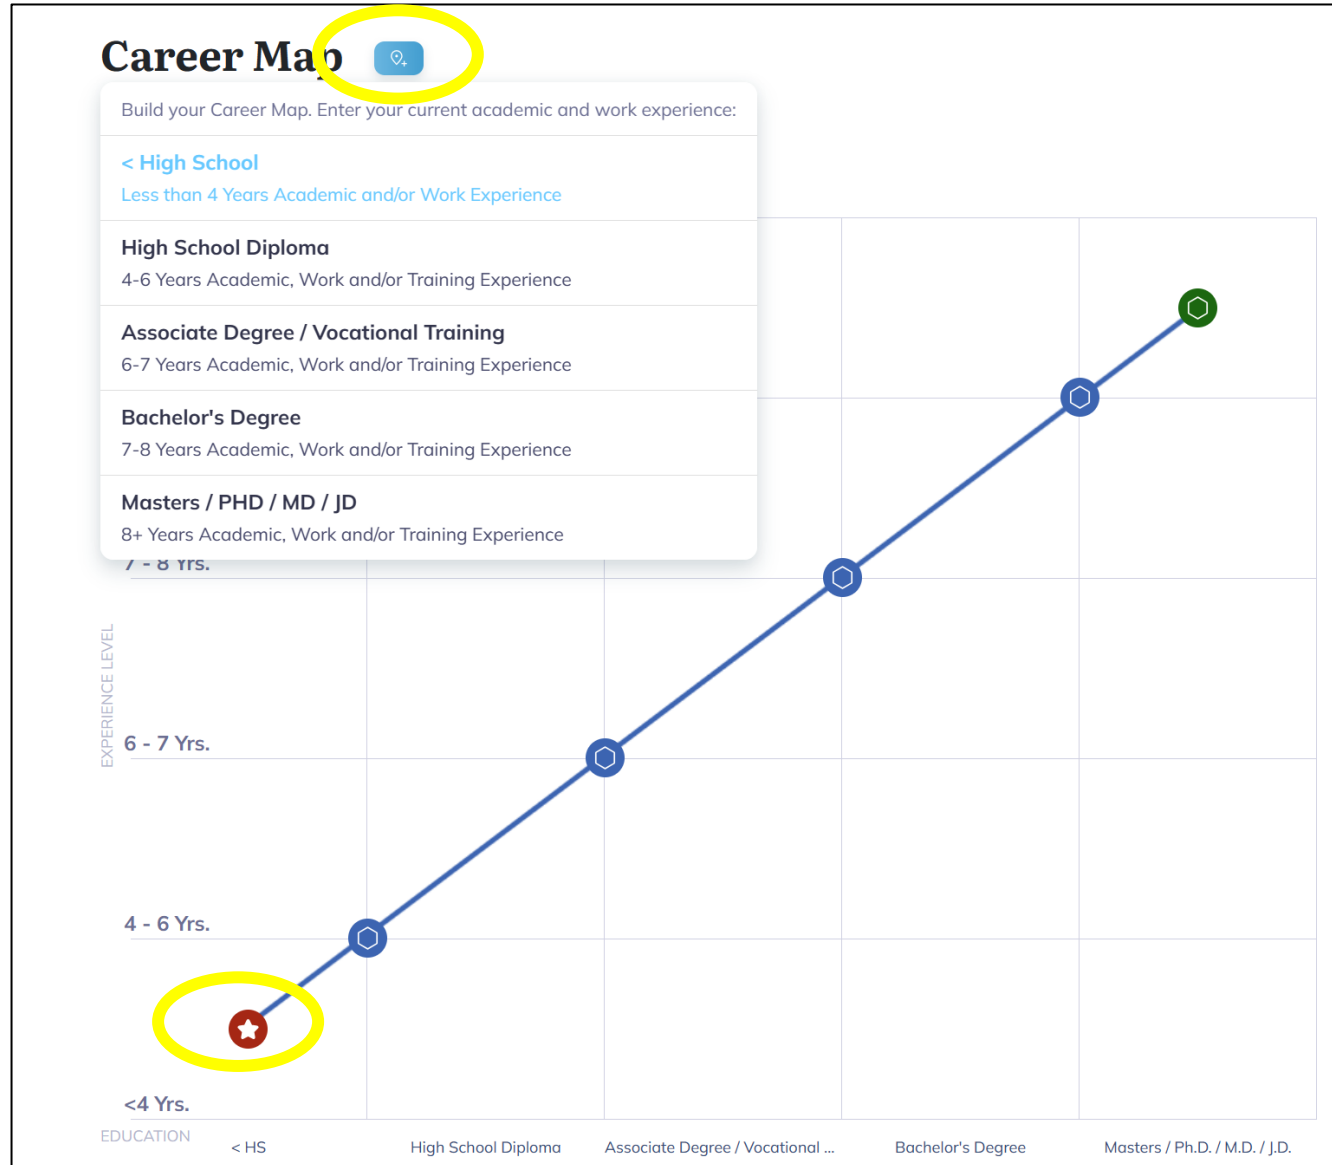 Career Map
Build your Career Map. Enter your current academic and work experience:
< High School
Less than 4 Years Academic and/or Work Experience
High School Diploma
4-6 Years Academic, Work and/or Training Experience
Associate Degree / Vocational Training
6-7 Years Academic, Work and/or Training Experience
Bachelor's Degree
7-8 Years Academic, Work and/or Training Experience
Masters / PHD / MD / JD
8+ Years Academic, Work and/or Training Experience
7 - 8 Yrs.
EXPERIENCE LEVEL
6 - 7 Yrs.
4 - 6 Yrs.
<4 Yrs.
EDUCATION
< HS
High School Diploma
Associate Degree / Vocational ...
Bachelor's Degree
Masters / Ph.D. / M.D. / J.D.